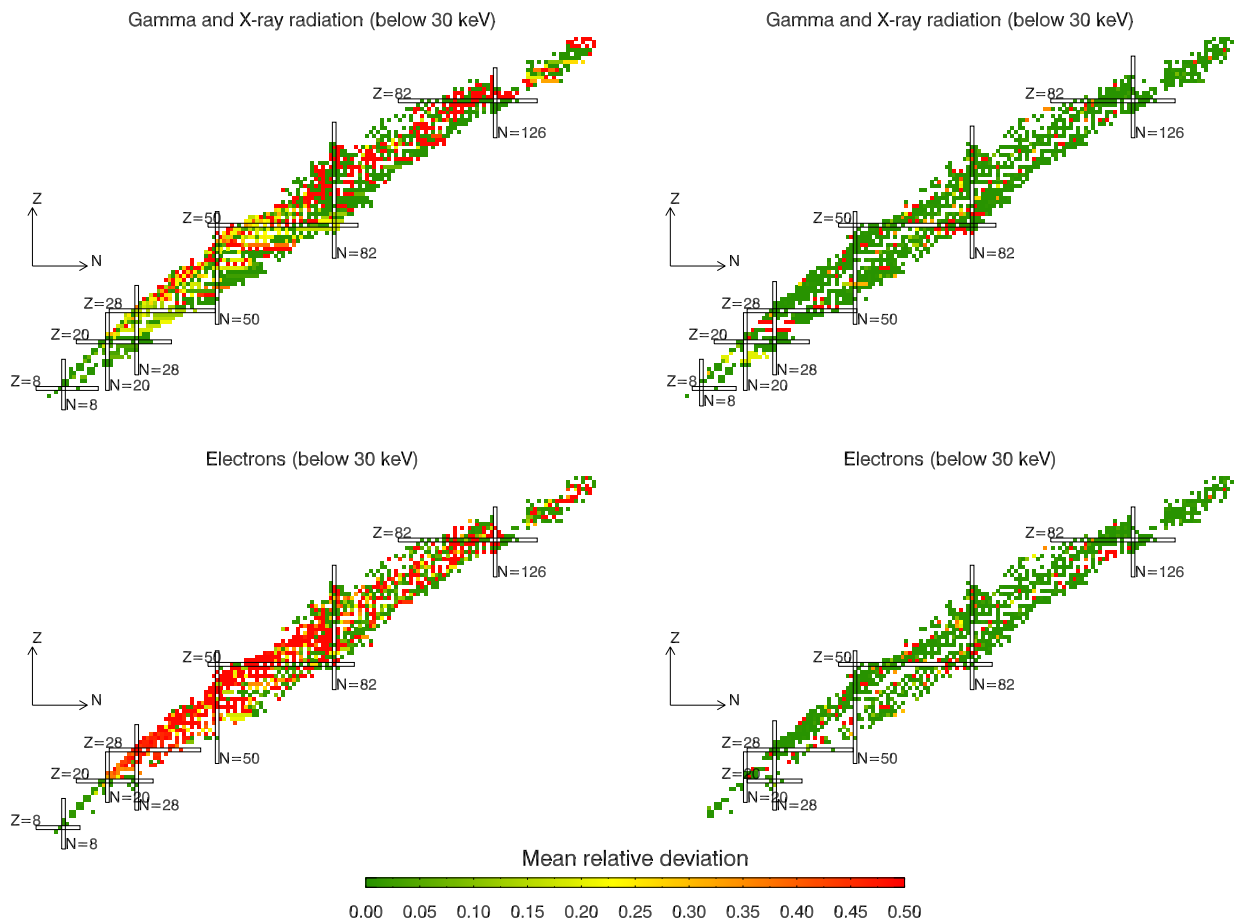 Gamma and X-ray radiation (below 30 keV)
Z=82
N=126
Z
Z=50
N
N=82
Z=28
N=50
Z=20
N=28
Z=8
N=20
N=8
Gamma and X-ray radiation (below 30 keV)
Z=82
N=126
Z
Z=50
N
N=82
Z=28
N=50
Z=20
N=28
Z=8
N=20
N=8
Electrons (below 30 keV)
Z=82
N=126
Z
Z=50
N
N=82
Z=28
N=50
Z=20
N=20
N=28
Z=8
N=8
Electrons (below 30 keV)
Z=82
N=126
Z
Z=50
N
N=82
Z=28
N=50
Z=20
N=20
N=28
Mean relative deviation
0.00 0.05 0.10 0.15 0.20 0.25 0.30 0.35 0.40 0.45 0.50